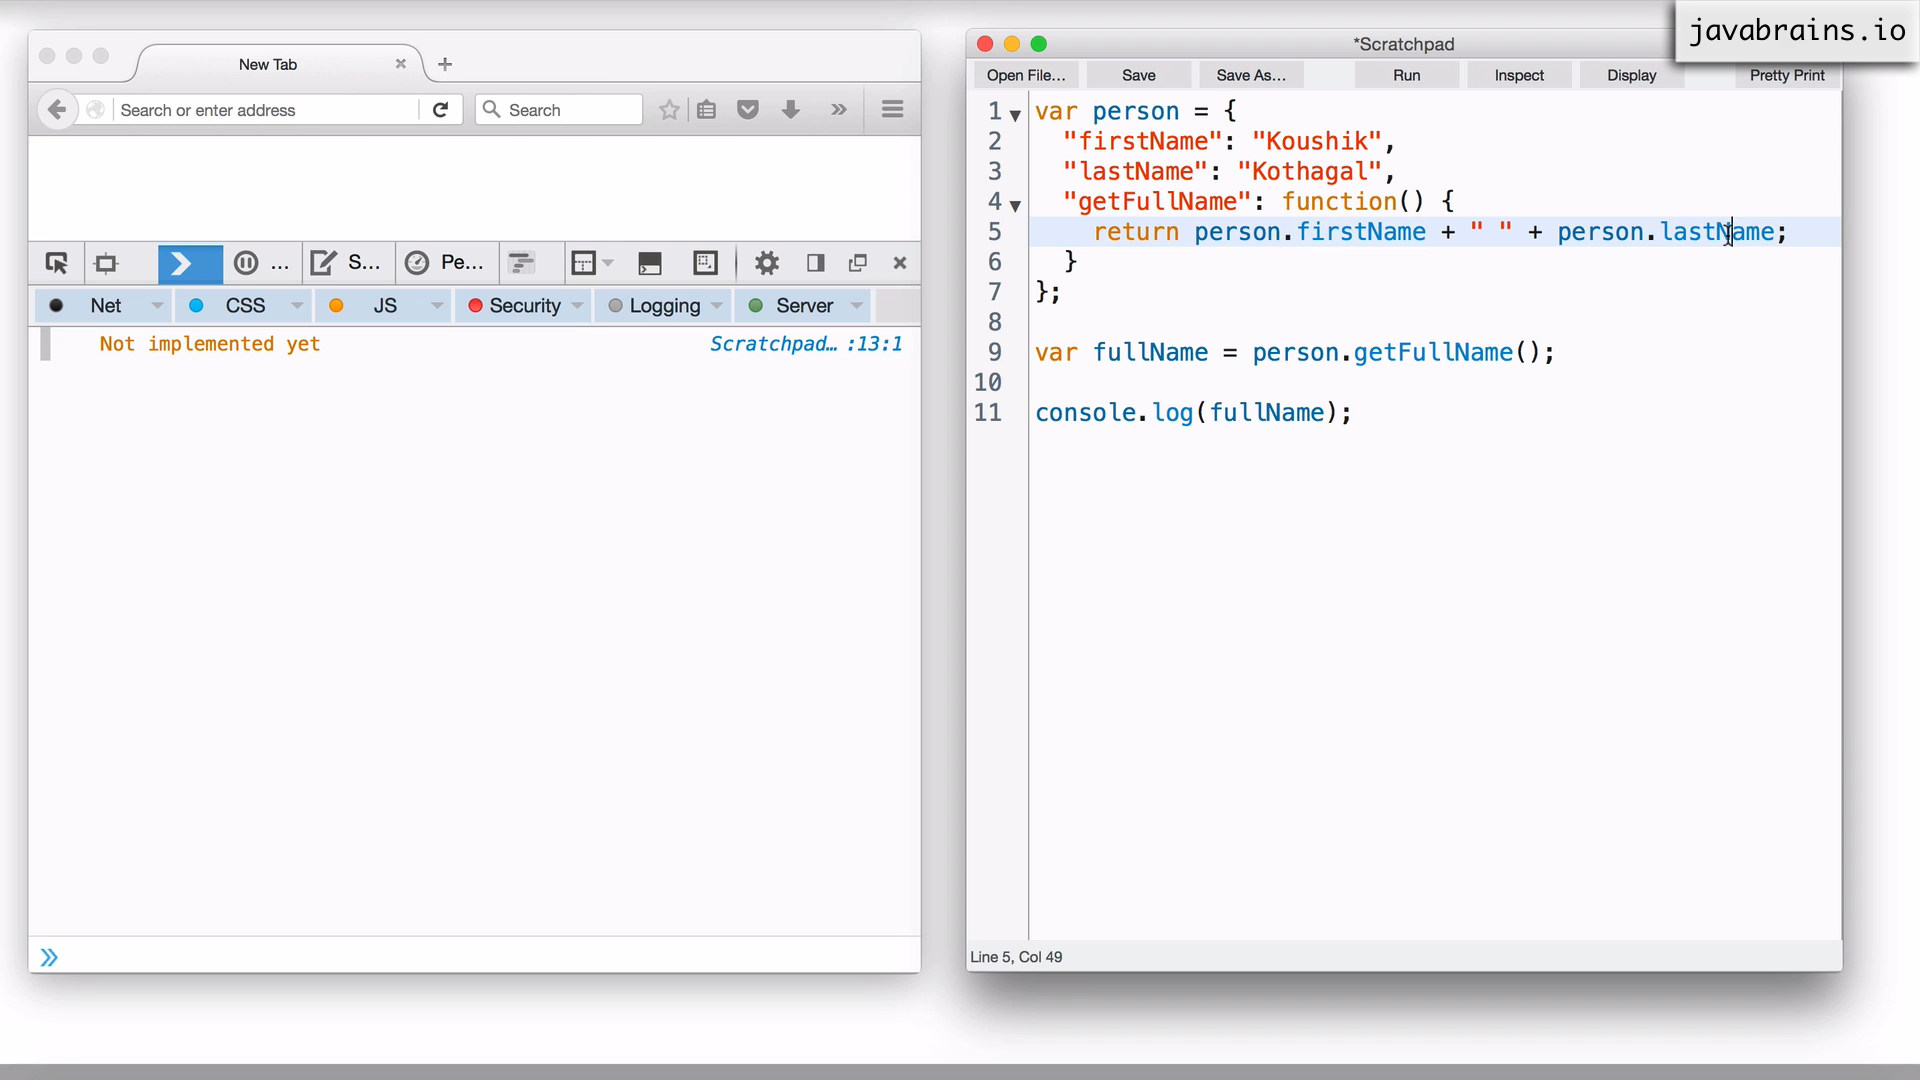 javabrains.io
New Tab
Search or enter address
Search
... S... Pe...
Net CSS JS Security Logging Server
Not implemented yet Scratchpad… :13:1
*Scratchpad
Open File... Save Save As... Run Inspect Display Pretty Print
1 var person = {
2 "firstName": "Koushik",
3 "lastName": "Kothagal",
4 "getFullName": function() {
5 return person.firstName + " " + person.lastName;
6 }
7 };
8
9 var fullName = person.getFullName();
10
11 console.log(fullName);
Line 5, Col 49